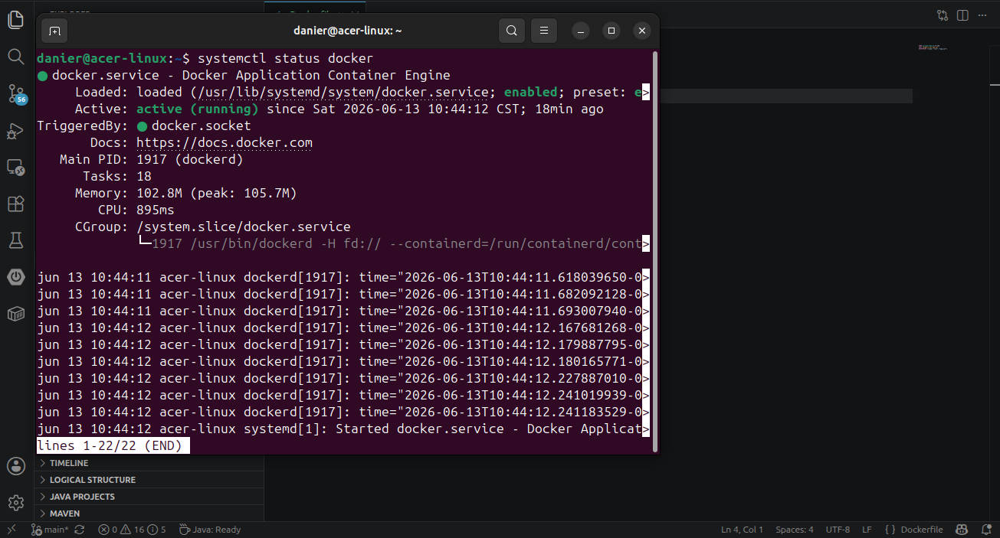 danier@acer-linux: ~
danier@acer-linux:~$ systemctl status docker
● docker.service - Docker Application Container Engine
Loaded: loaded (/usr/lib/systemd/system/docker.service; enabled; preset: e>
Active: active (running) since Sat 2026-06-13 10:44:12 CST; 18min ago
TriggeredBy: ● docker.socket
Docs: https://docs.docker.com
Main PID: 1917 (dockerd)
Tasks: 18
Memory: 102.8M (peak: 105.7M)
CPU: 895ms
CGroup: /system.slice/docker.service
└─1917 /usr/bin/dockerd -H fd:// --containerd=/run/containerd/cont>
jun 13 10:44:11 acer-linux dockerd[1917]: time="2026-06-13T10:44:11.618039650-0>
jun 13 10:44:11 acer-linux dockerd[1917]: time="2026-06-13T10:44:11.682092128-0>
jun 13 10:44:11 acer-linux dockerd[1917]: time="2026-06-13T10:44:11.693007940-0>
jun 13 10:44:12 acer-linux dockerd[1917]: time="2026-06-13T10:44:12.167681268-0>
jun 13 10:44:12 acer-linux dockerd[1917]: time="2026-06-13T10:44:12.179887795-0>
jun 13 10:44:12 acer-linux dockerd[1917]: time="2026-06-13T10:44:12.180165771-0>
jun 13 10:44:12 acer-linux dockerd[1917]: time="2026-06-13T10:44:12.227887010-0>
jun 13 10:44:12 acer-linux dockerd[1917]: time="2026-06-13T10:44:12.241019939-0>
jun 13 10:44:12 acer-linux dockerd[1917]: time="2026-06-13T10:44:12.241183529-0>
jun 13 10:44:12 acer-linux systemd[1]: Started docker.service - Docker Applicat>
lines 1-22/22 (END)
56
TIMELINE
LOGICAL STRUCTURE
JAVA PROJECTS
MAVEN
main* 0 16 5 Java: Ready Ln 4, Col 1 Spaces: 4 UTF-8 LF { } Dockerfile